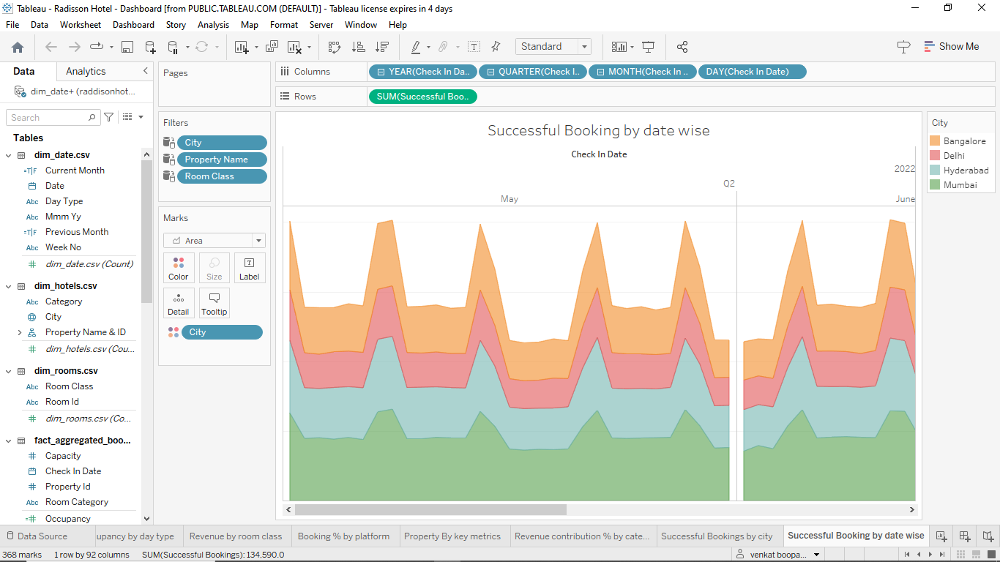 Tableau - Radisson Hotel - Dashboard [from PUBLIC.TABLEAU.COM (DEFAULT)] - Tableau license expires in 4 days
File Data Worksheet Dashboard Story Analysis Map Format Server Window Help
Standard
Show Me
Data Analytics
dim_date+ (raddisonhot...
Search
Tables
dim_date.csv
=T|F Current Month
Date
Abc Day Type
Abc Mmm Yy
=T|F Previous Month
Abc Week No
dim_date.csv (Count)
dim_hotels.csv
Abc Category
City
Property Name & ID
dim_hotels.csv (Cou...
dim_rooms.csv
Abc Room Class
Abc Room Id
dim_rooms.csv (Co...
fact_aggregated_boo...
Capacity
Check In Date
Property Id
Abc Room Category
Occupancy
Pages
Filters
City
Property Name
Room Class
Marks
Area
Color Size Label
Detail Tooltip
City
Columns YEAR(Check In Da.. QUARTER(Check I.. MONTH(Check In .. DAY(Check In Date)
Rows SUM(Successful Boo..
Successful Booking by date wise
Check In Date
2022
Q2
May June
City
Bangalore
Delhi
Hyderabad
Mumbai
Data Source upancy by day type Revenue by room class Booking % by platform Property By key metrics Revenue contribution % by cate... Successful Bookings by city Successful Booking by date wise
368 marks 1 row by 92 columns SUM(Successful Bookings): 134,590.0 venkat boopa...